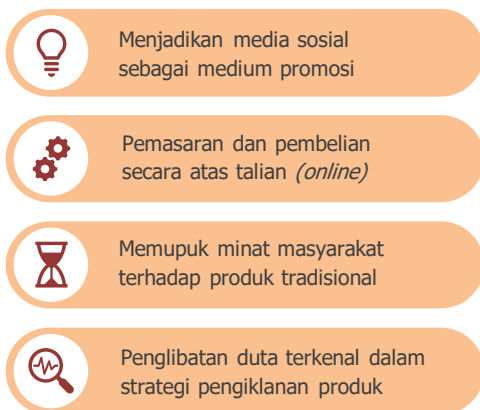 Menjadikan media sosial
sebagai medium promosi
Pemasaran dan pembelian
secara atas talian (online)
Memupuk minat masyarakat
terhadap produk tradisional
Penglibatan duta terkenal dalam
strategi pengiklanan produk